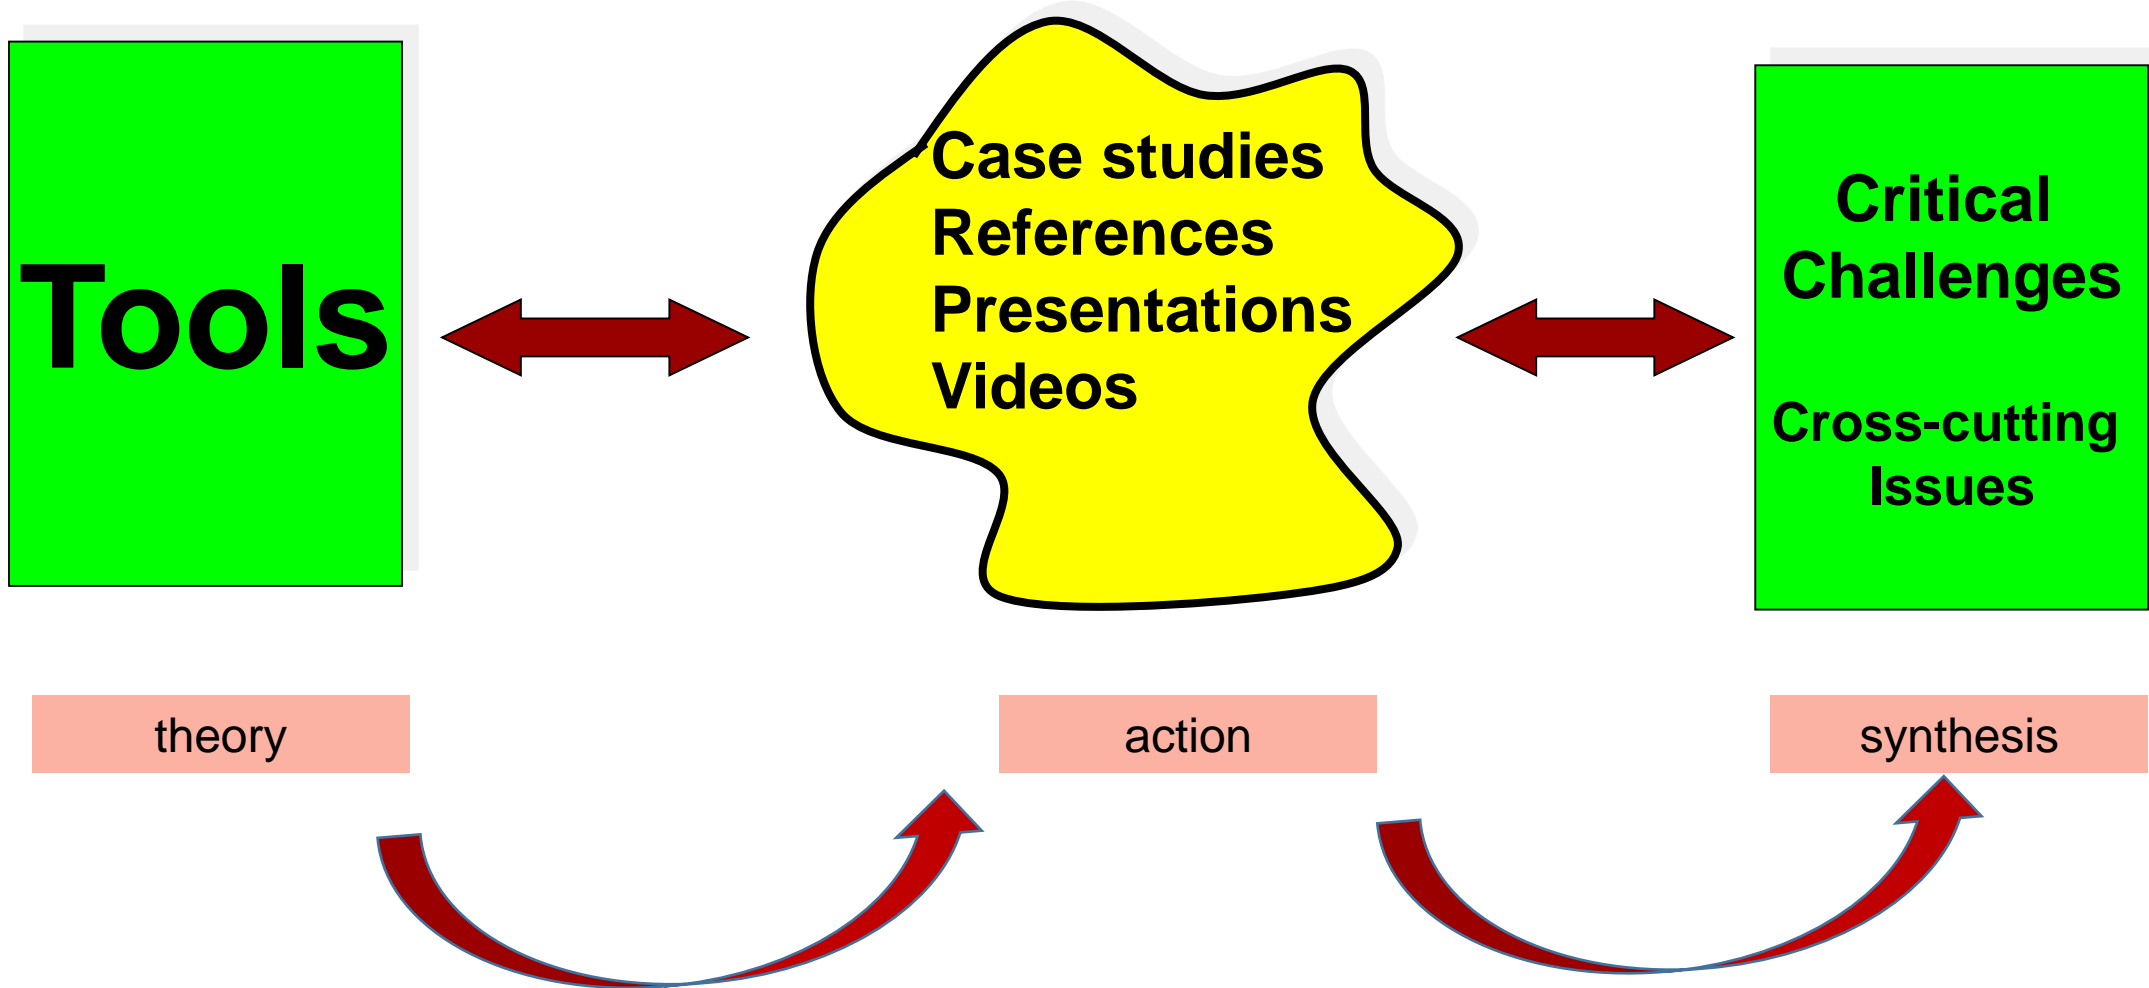 Tools
Case studies
References
Presentations
Videos
Critical
Challenges
Cross-cutting
Issues
theory
action
synthesis